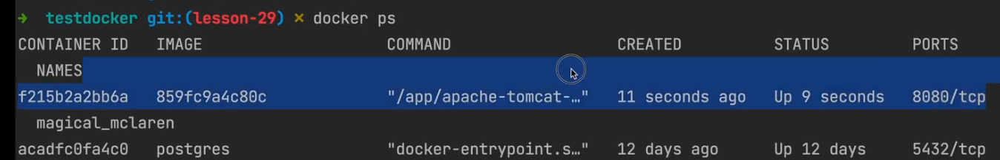 → testdocker git:(lesson-29) × docker ps
CONTAINER ID IMAGE COMMAND CREATED STATUS PORTS
NAMES
f215b2a2bb6a 859fc9a4c80c "/app/apache-tomcat-…" 11 seconds ago Up 9 seconds 8080/tcp
magical_mclaren
acadfc0fa4c0 postgres "docker-entrypoint.s…" 12 days ago Up 12 days 5432/tcp